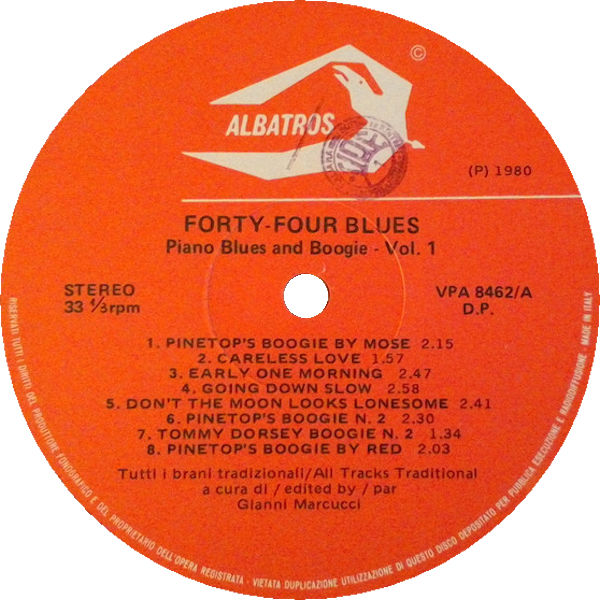 ©
ALBATROS
(P) 1980
FORTY-FOUR BLUES
Piano Blues and Boogie - Vol. 1
STEREO
33 ⅓rpm
VPA 8462/A
D.P.
1. PINETOP'S BOOGIE BY MOSE 2.15
2. CARELESS LOVE 1.57
3. EARLY ONE MORNING 2.47
4. GOING DOWN SLOW 2.58
5. DON'T THE MOON LOOKS LONESOME 2.41
6. PINETOP'S BOOGIE N. 2 2.30
7. TOMMY DORSEY BOOGIE N. 2 1.34
8. PINETOP'S BOOGIE BY RED 2.03
Tutti i brani tradizionali/All Tracks Traditional
a cura di / edited by / par
Gianni Marcucci
RISERVATI TUTTI I DIRITTI DEL PRODUTTORE FONOGRAFICO E DEL PROPRIETARIO DELL'OPERA REGISTRATA - VIETATA DUPLICAZIONE UTILIZZAZIONE DI QUESTO DISCO DEPOSITATO PER PUBBLICA ESECUZIONE E RADIODIFFUSIONE - MADE IN ITALY